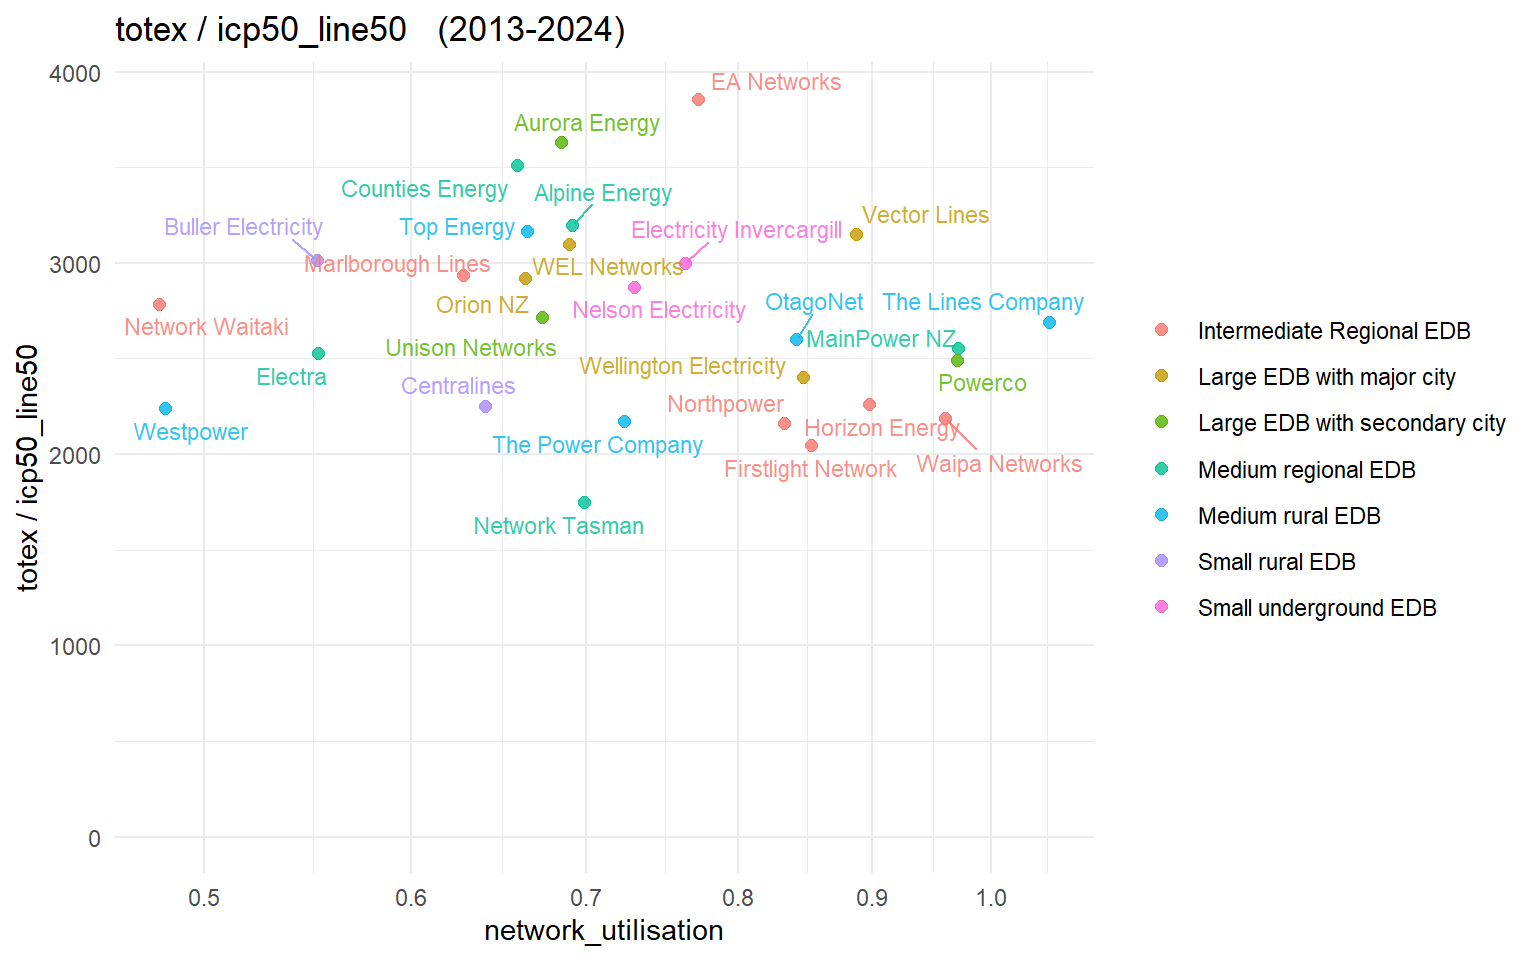 totex / icp50_line50   (2013-2024)
totex / icp50_line50
4000
3000
2000
1000
0
EA Networks
Aurora Energy
Counties Energy
Alpine Energy
Buller Electricity
Top Energy
Electricity Invercargill
Vector Lines
Marlborough Lines
WEL Networks
Orion NZ
Nelson Electricity
OtagoNet
The Lines Company
Network Waitaki
Unison Networks
MainPower NZ
Electra
Centralines
Wellington Electricity
Powerco
Westpower
Northpower
The Power Company
Horizon Energy
Firstlight Network
Waipa Networks
Network Tasman
0.5
0.6
0.7
0.8
0.9
1.0
network_utilisation
Intermediate Regional EDB
Large EDB with major city
Large EDB with secondary city
Medium regional EDB
Medium rural EDB
Small rural EDB
Small underground EDB